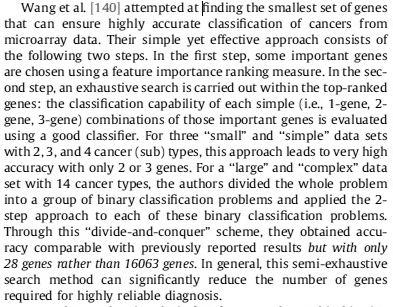 Wang et al. [140] attempted at finding the smallest set of genes
that can ensure highly accurate classification of cancers from
microarray data. Their simple yet effective approach consists of
the following two steps. In the first step, some important genes
are chosen using a feature importance ranking measure. In the sec-
ond step, an exhaustive search is carried out within the top-ranked
genes: the classification capability of each simple (i.e., 1-gene, 2-
gene, 3-gene) combinations of those important genes is evaluated
using a good classifier. For three “small” and “simple” data sets
with 2, 3, and 4 cancer (sub) types, this approach leads to very high
accuracy with only 2 or 3 genes. For a “large” and “complex” data
set with 14 cancer types, the authors divided the whole problem
into a group of binary classification problems and applied the 2-
step approach to each of these binary classification problems.
Through this “divide-and-conquer” scheme, they obtained accu-
racy comparable with previously reported results but with only
28 genes rather than 16063 genes. In general, this semi-exhaustive
search method can significantly reduce the number of genes
required for highly reliable diagnosis.